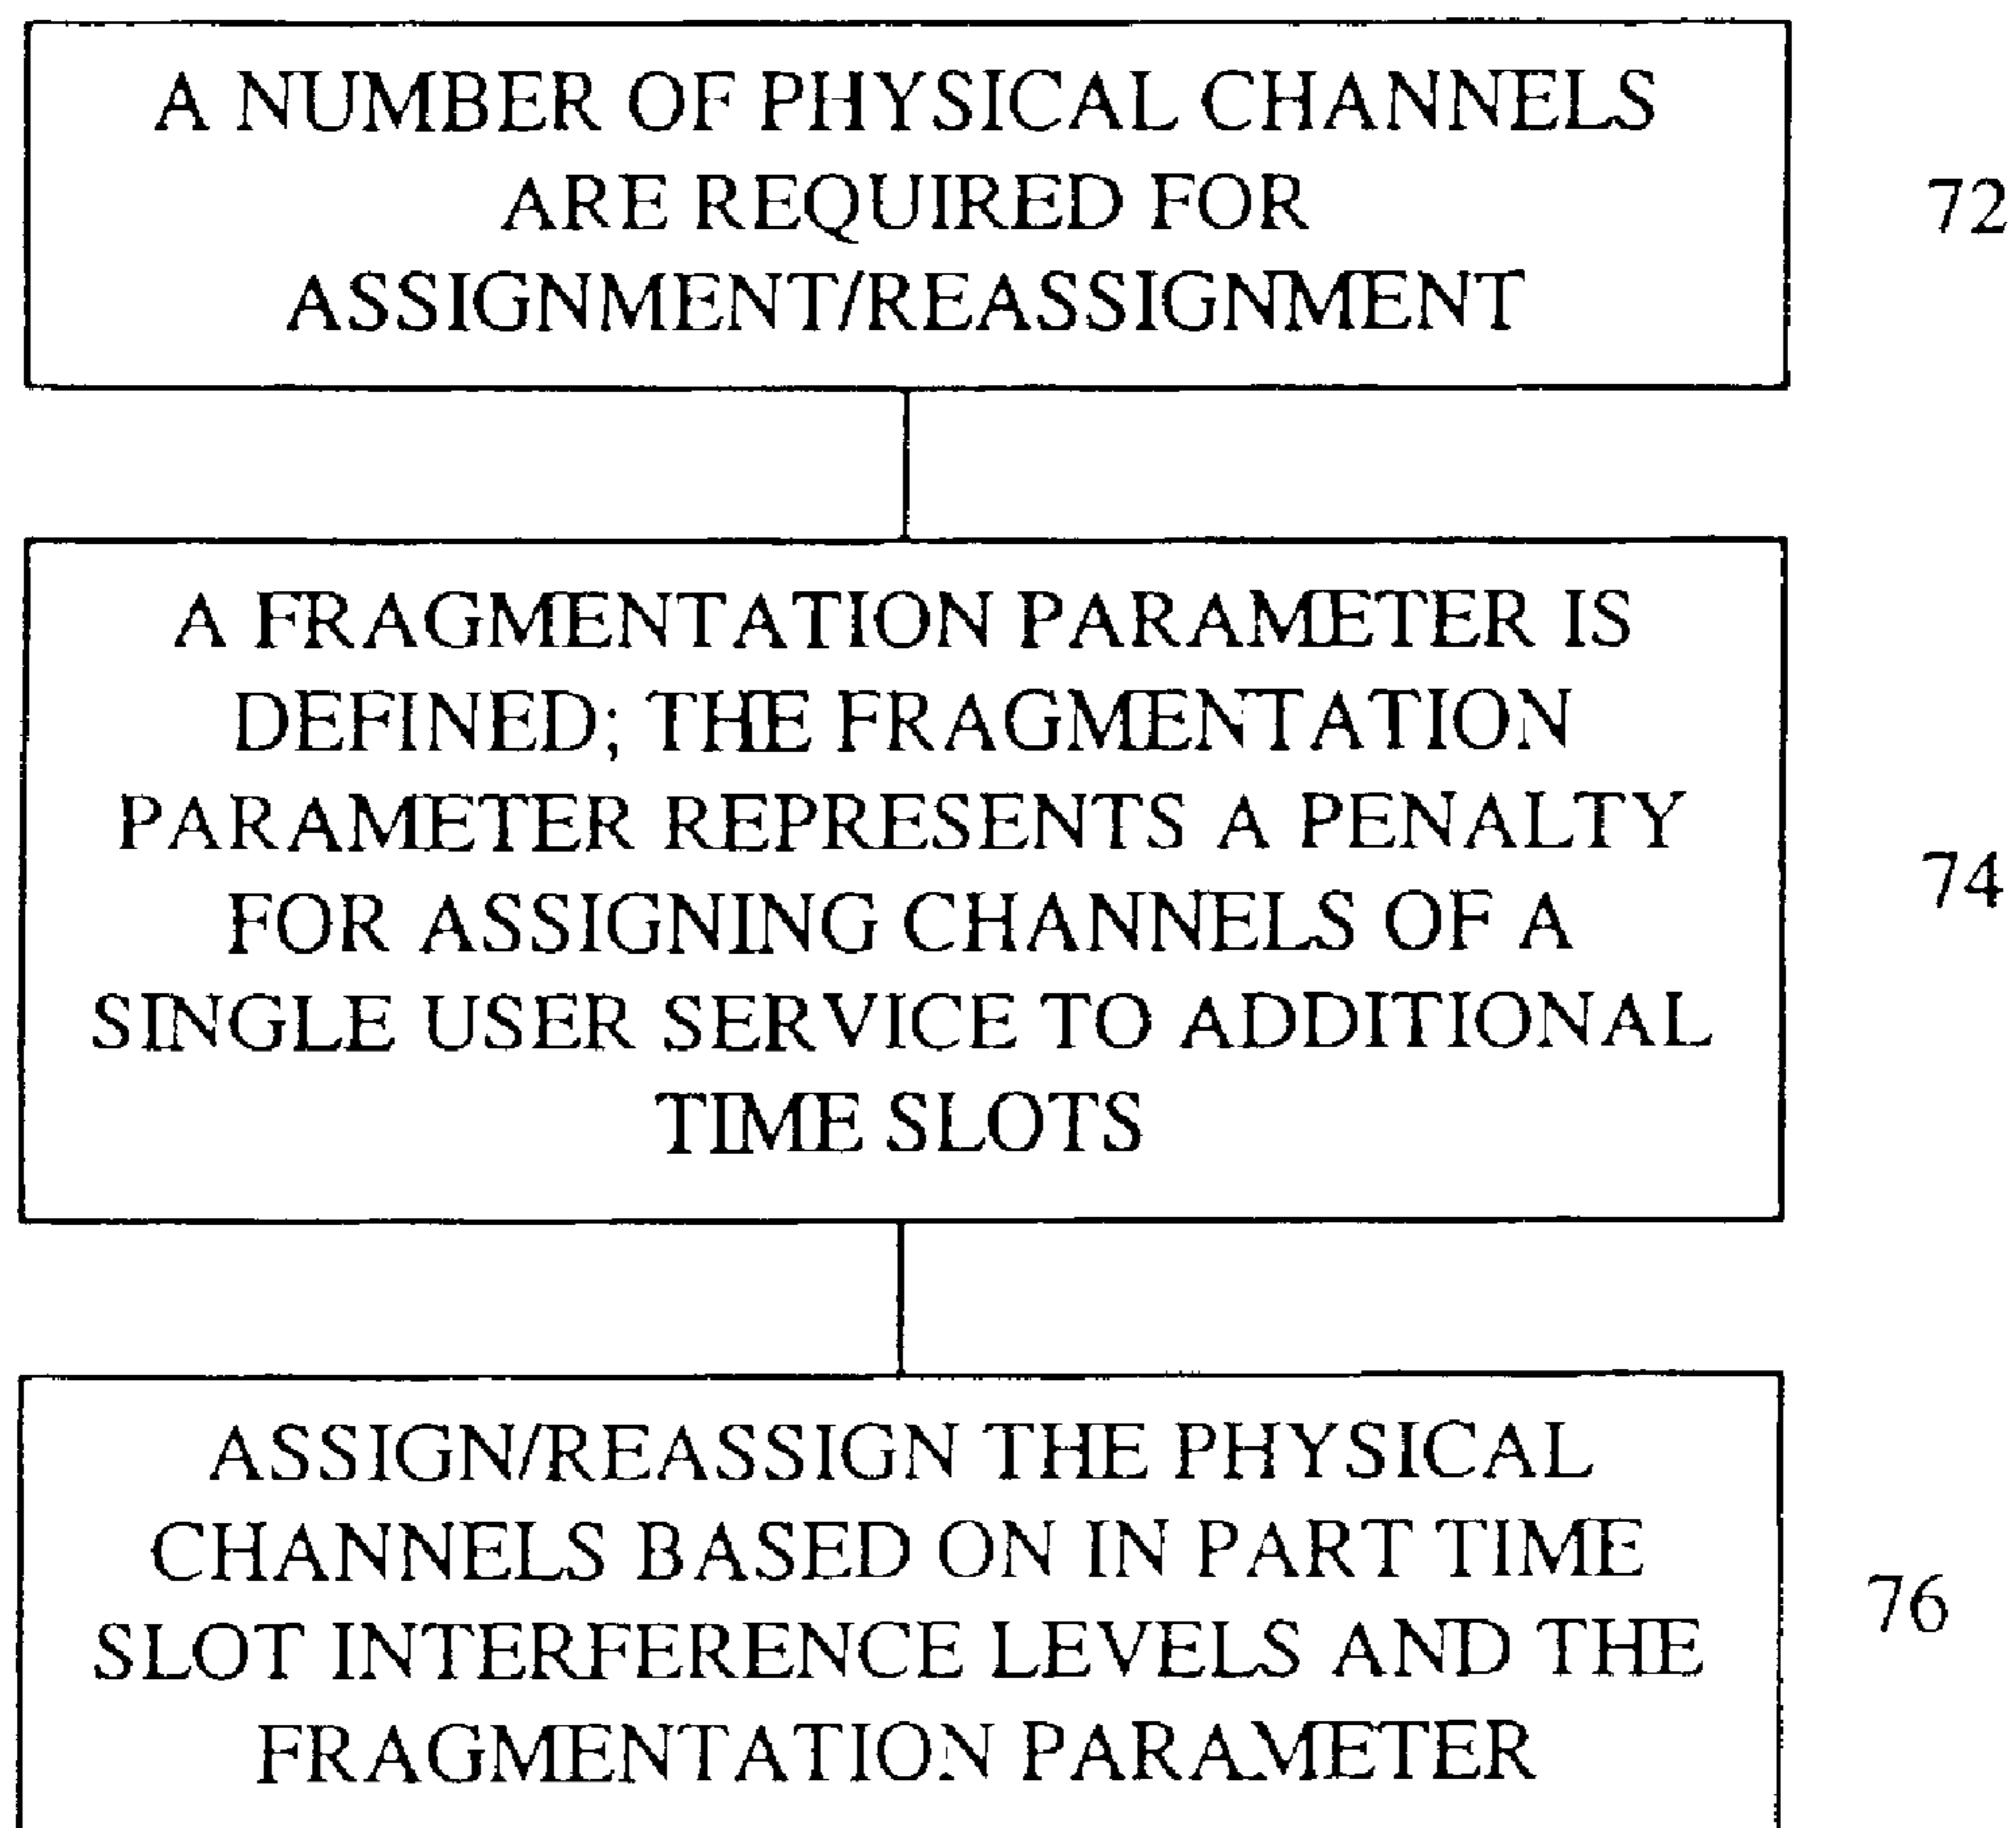 A NUMBER OF PHYSICAL CHANNELS
ARE REQUIRED FOR
ASSIGNMENT/REASSIGNMENT
72
A FRAGMENTATION PARAMETER IS
DEFINED; THE FRAGMENTATION
PARAMETER REPRESENTS A PENALTY
FOR ASSIGNING CHANNELS OF A
SINGLE USER SERVICE TO ADDITIONAL
TIME SLOTS
74
ASSIGN/REASSIGN THE PHYSICAL
CHANNELS BASED ON IN PART TIME
SLOT INTERFERENCE LEVELS AND THE
FRAGMENTATION PARAMETER
76